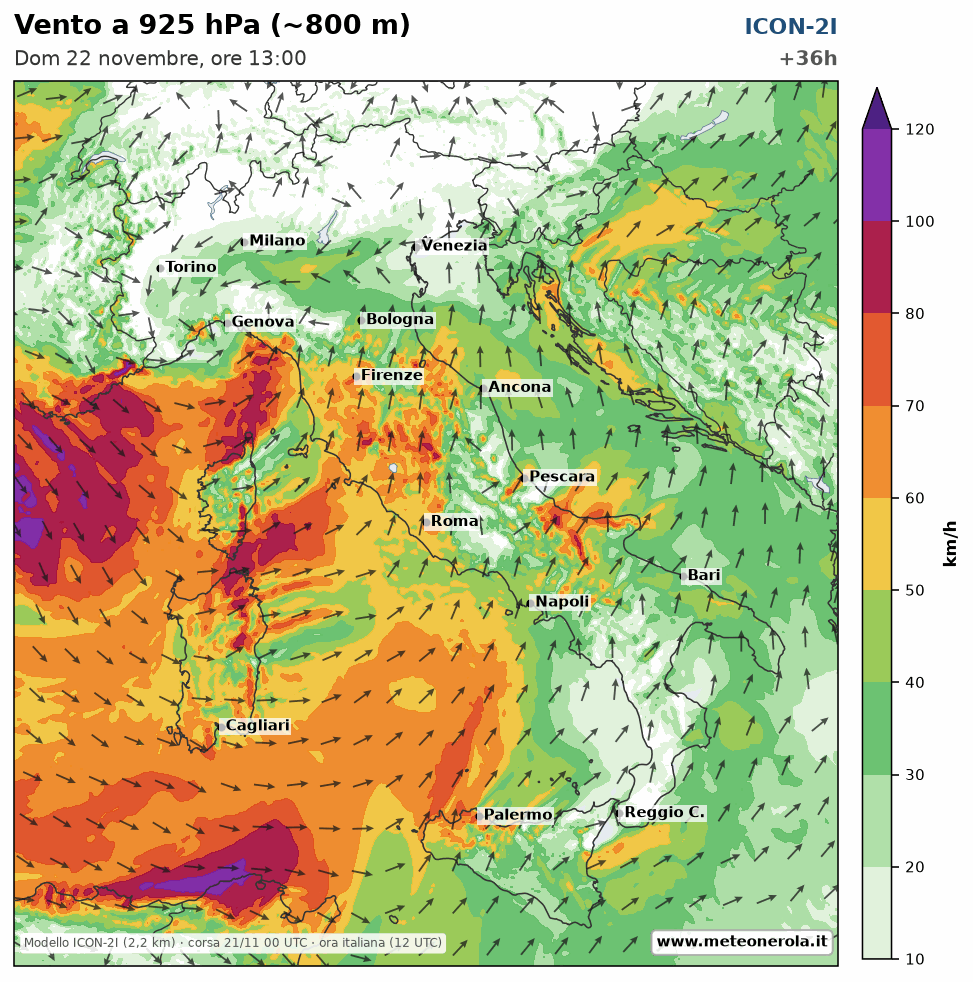 Vento a 925 hPa (~800 m)
ICON-2I
Dom 22 novembre, ore 13:00
+36h
Milano
Venezia
Torino
Genova
Bologna
Firenze
Ancona
Pescara
Roma
Bari
Napoli
Cagliari
Palermo
Reggio C.
120
100
80
70
60
50
40
30
20
10
km/h
Modello ICON-2I (2,2 km) · corsa 21/11 00 UTC · ora italiana (12 UTC)
www.meteonerola.it